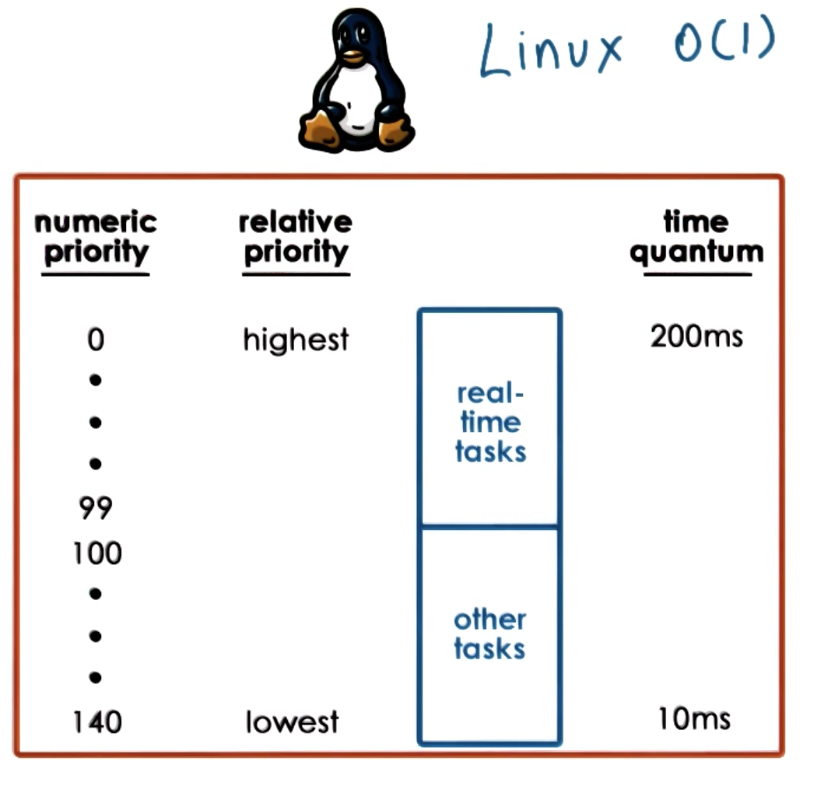 Linux O(1)
numeric priority
relative priority
time quantum
0 highest 200ms
real-
time
tasks
99
100
other
tasks
140 lowest 10ms